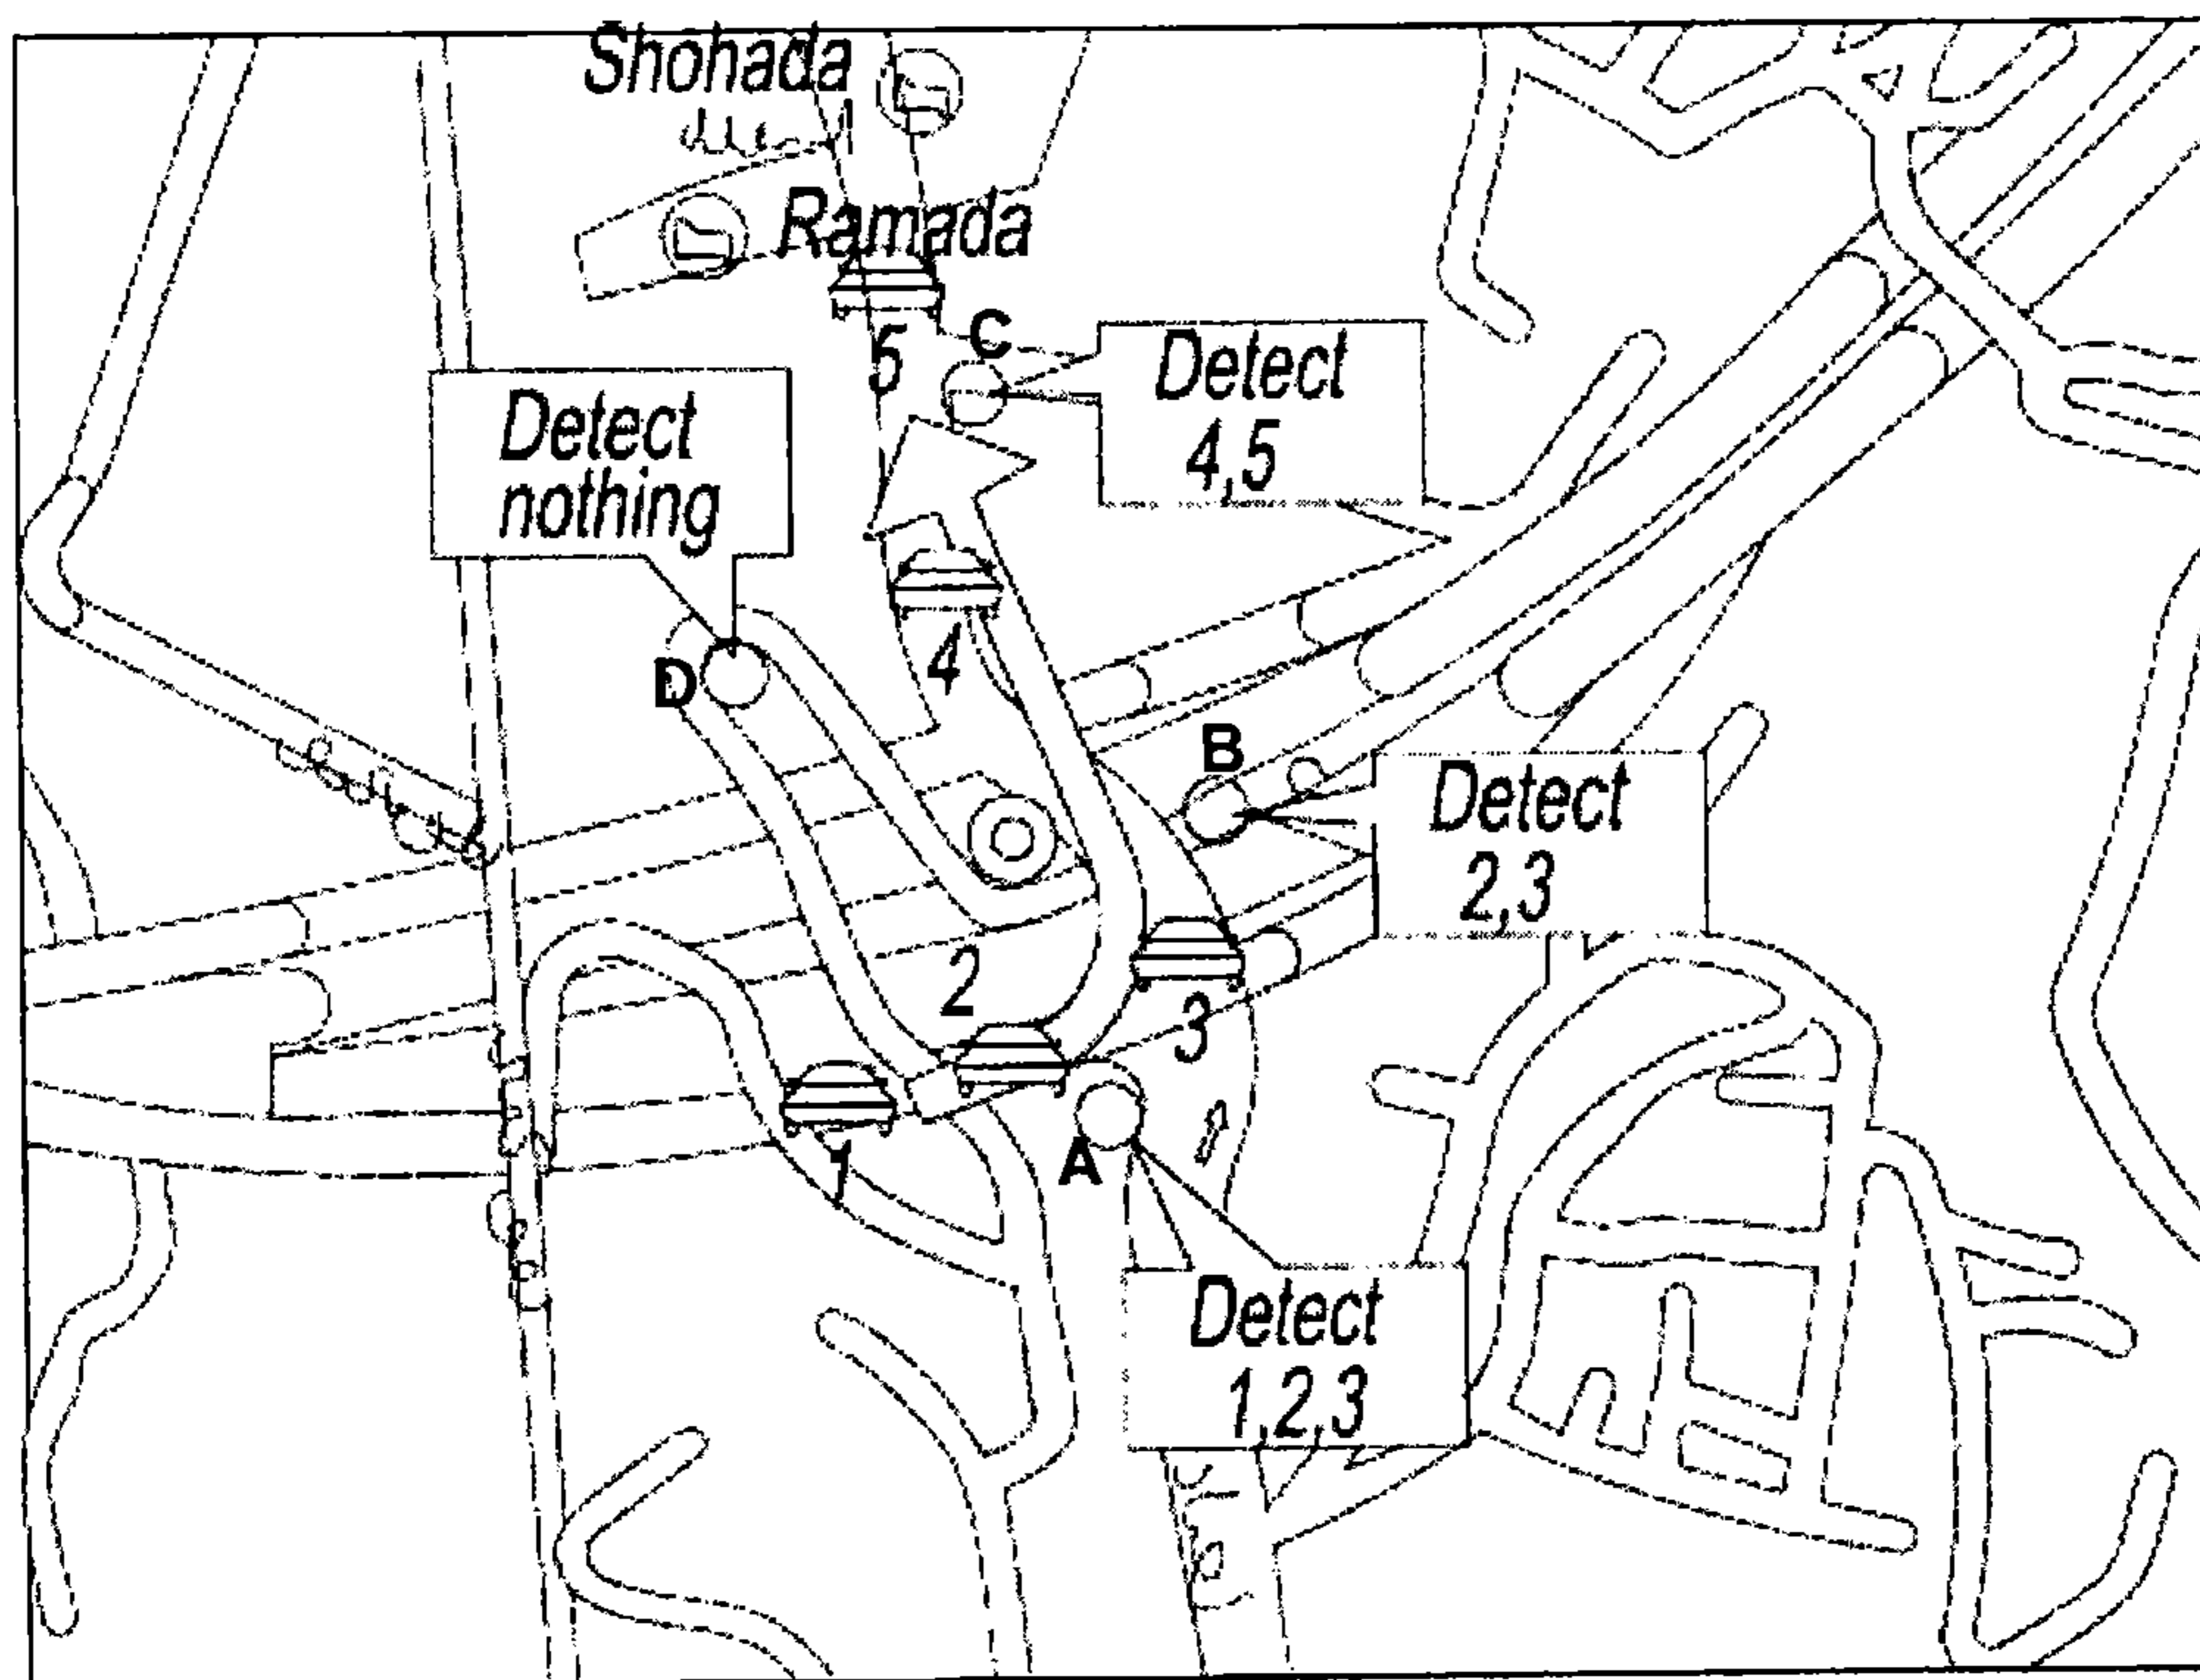 Shohada
Ramada
5
C
Detect
4,5
Detect
nothing
4
D
B
Detect
2,3
2
3
1
A
Detect
1,2,3